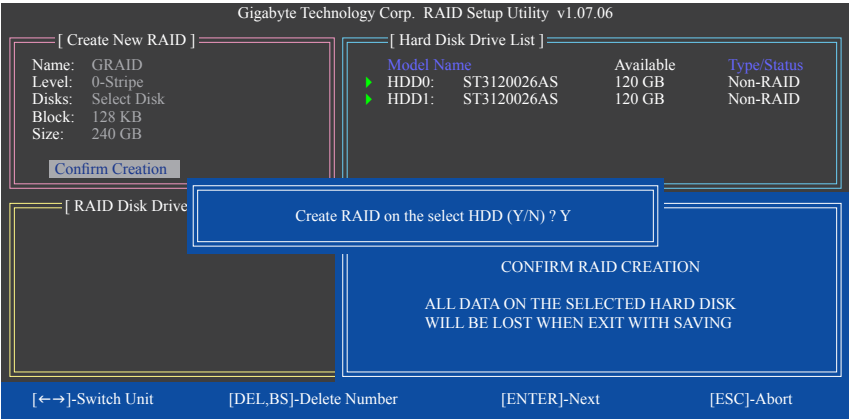 Gigabyte Technology Corp. RAID Setup Utility v1.07.06
[ Create New RAID ]
Name: GRAID
Level: 0-Stripe
Disks: Select Disk
Block: 128 KB
Size: 240 GB
Confirm Creation
[ Hard Disk Drive List ]
Model Name Available Type/Status
HDD0: ST3120026AS 120 GB Non-RAID
HDD1: ST3120026AS 120 GB Non-RAID
[ RAID Disk Drive
Create RAID on the select HDD (Y/N) ? Y
CONFIRM RAID CREATION
ALL DATA ON THE SELECTED HARD DISK
WILL BE LOST WHEN EXIT WITH SAVING
[←→]-Switch Unit [DEL,BS]-Delete Number [ENTER]-Next [ESC]-Abort